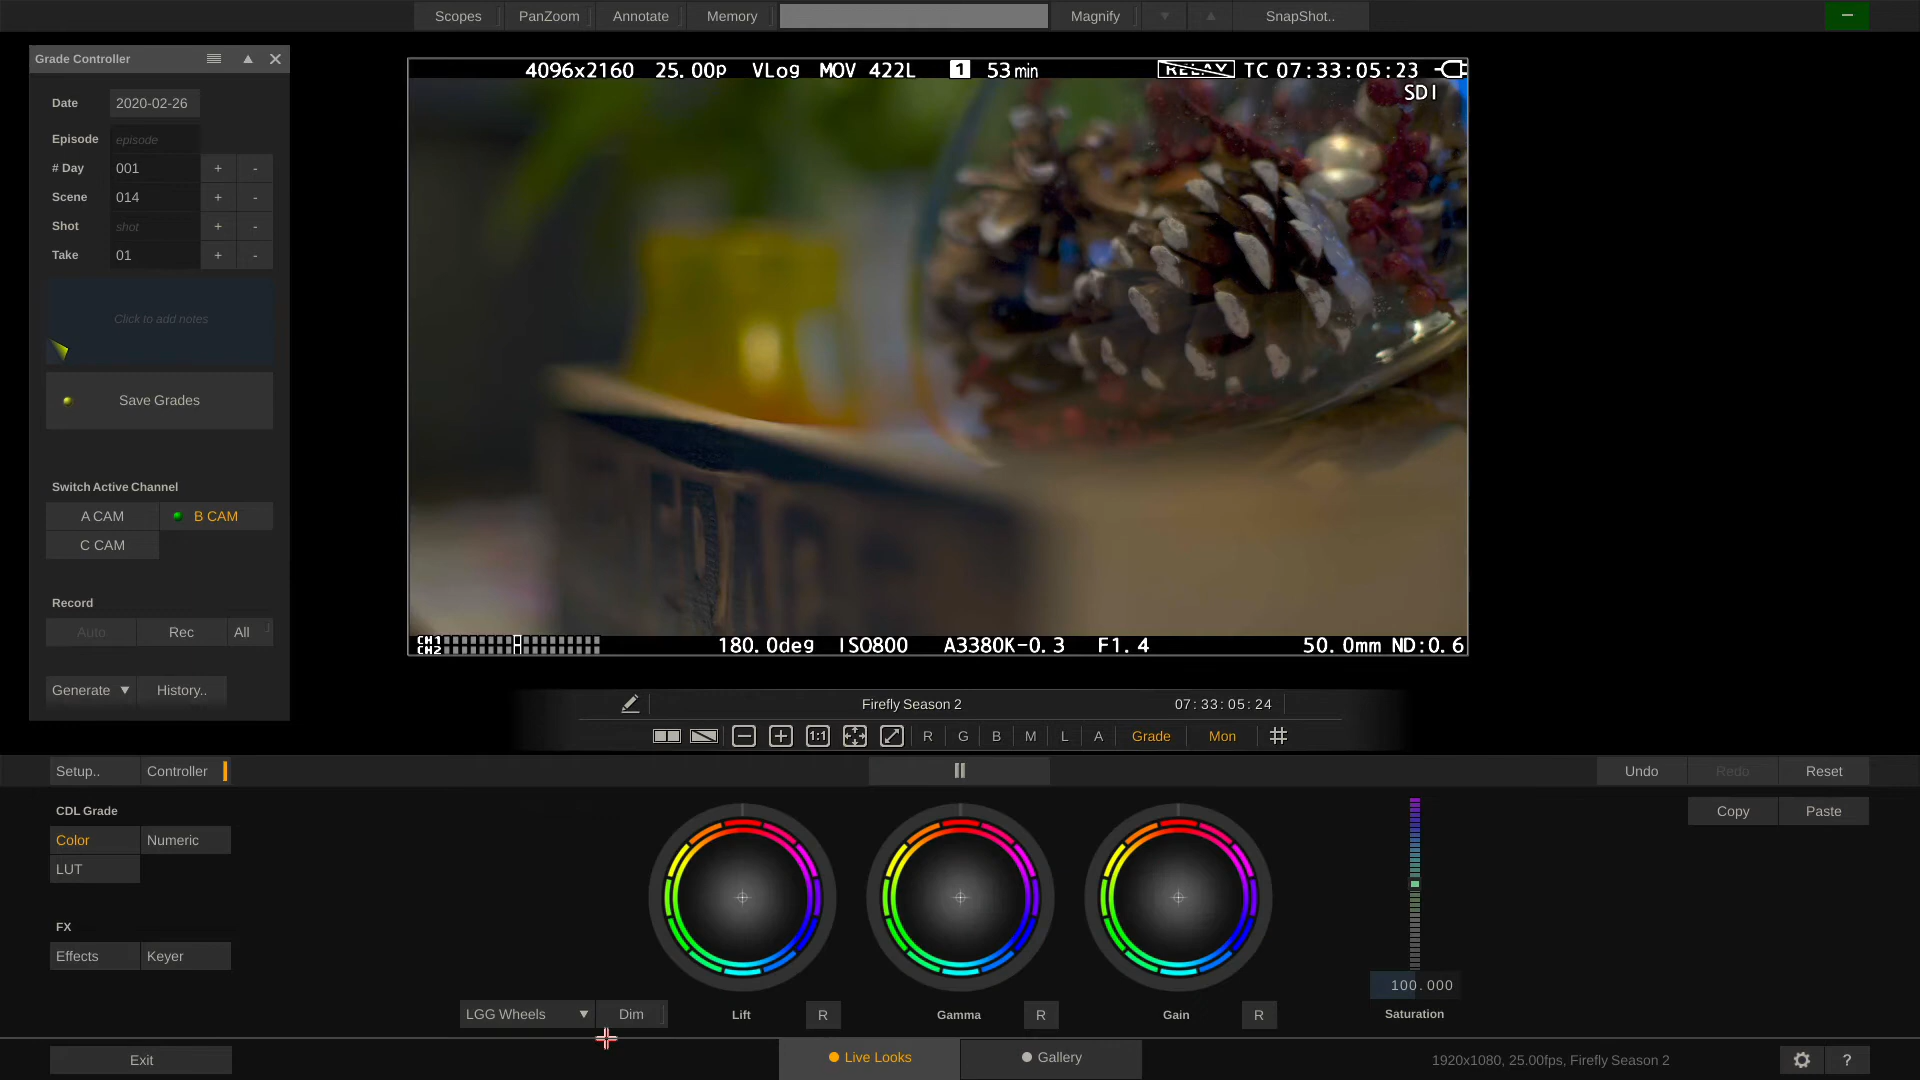 Scopes PanZoom Annotate Memory Magnify SnapShot..
Grade Controller
Date 2020-02-26
Episode episode
# Day 001 + -
Scene 014 + -
Shot shot + -
Take 01 + -
Click to add notes
Save Grades
Switch Active Channel
A CAM B CAM
C CAM
Record
Auto Rec All
Generate History..
4096x2160 25.00p VLog MOV 422L 1 53min RELAY TC 07:33:05:23
SDI
CH1
CH2
180.0deg ISO800 A3380K-0.3 F1.4 50.0mm ND:0.6
Firefly Season 2 07:33:05:24
1:1 R G B M L A Grade Mon
Setup.. Controller Undo Redo Reset
Copy Paste
CDL Grade
Color Numeric
LUT
FX
Effects Keyer
100.000
LGG Wheels Dim Lift R Gamma R Gain R Saturation
Exit Live Looks Gallery 1920x1080, 25.00fps, Firefly Season 2 ?